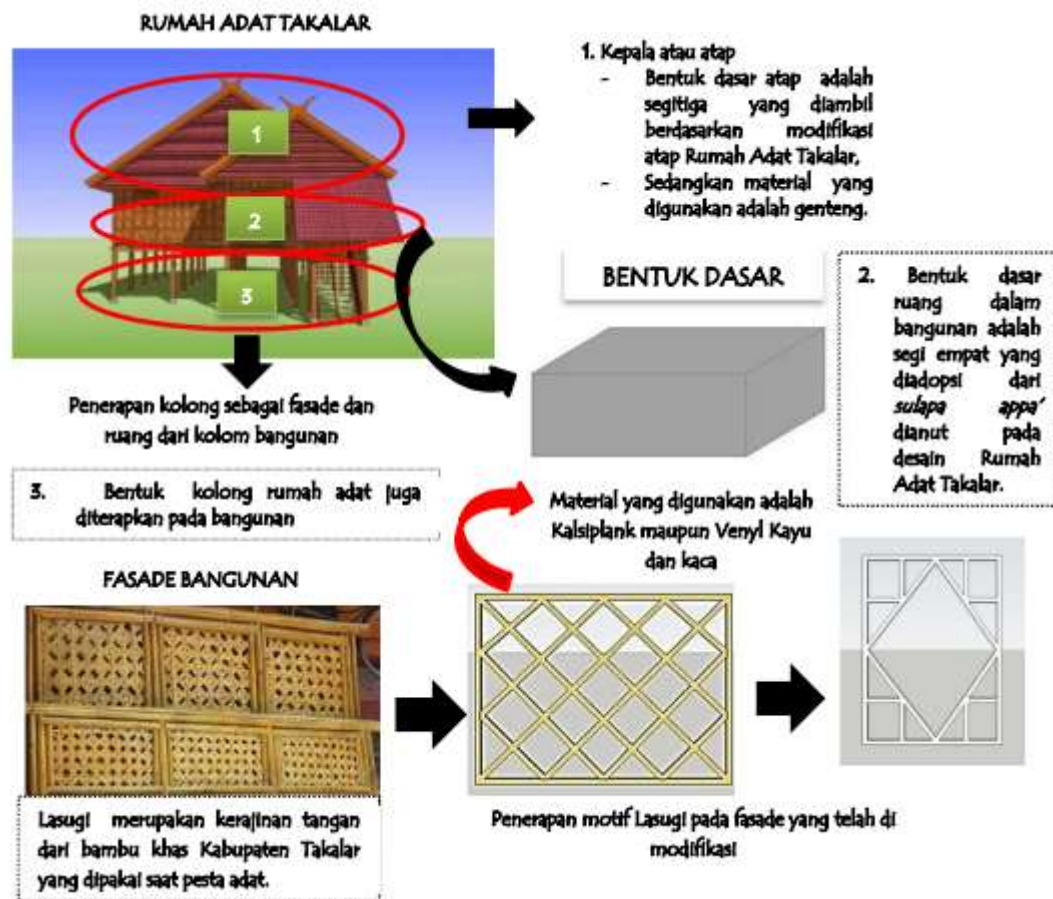 RUMAH ADAT TAKALAR
1
2
3
1. Kepala atau atap
- Bentuk dasar atap adalah
segitiga yang diambil
berdasarkan modifikasi
atap Rumah Adat Takalar,
- Sedangkan material yang
digunakan adalah genteng.
BENTUK DASAR
2. Bentuk dasar
ruang dalam
bangunan adalah
segi empat yang
diadopsi dari
sulapa appa'
dianut pada
desain Rumah
Adat Takalar.
Penerapan kolong sebagai fasade dan
ruang dari kolom bangunan
3. Bentuk kolong rumah adat juga
diterapkan pada bangunan
Material yang digunakan adalah
Kalsiplank maupun Venyl Kayu
dan kaca
FASADE BANGUNAN
Lasugi merupakan kerajinan tangan
dari bambu khas Kabupaten Takalar
yang dipakai saat pesta adat.
Penerapan motif Lasugi pada fasade yang telah di
modifikasi